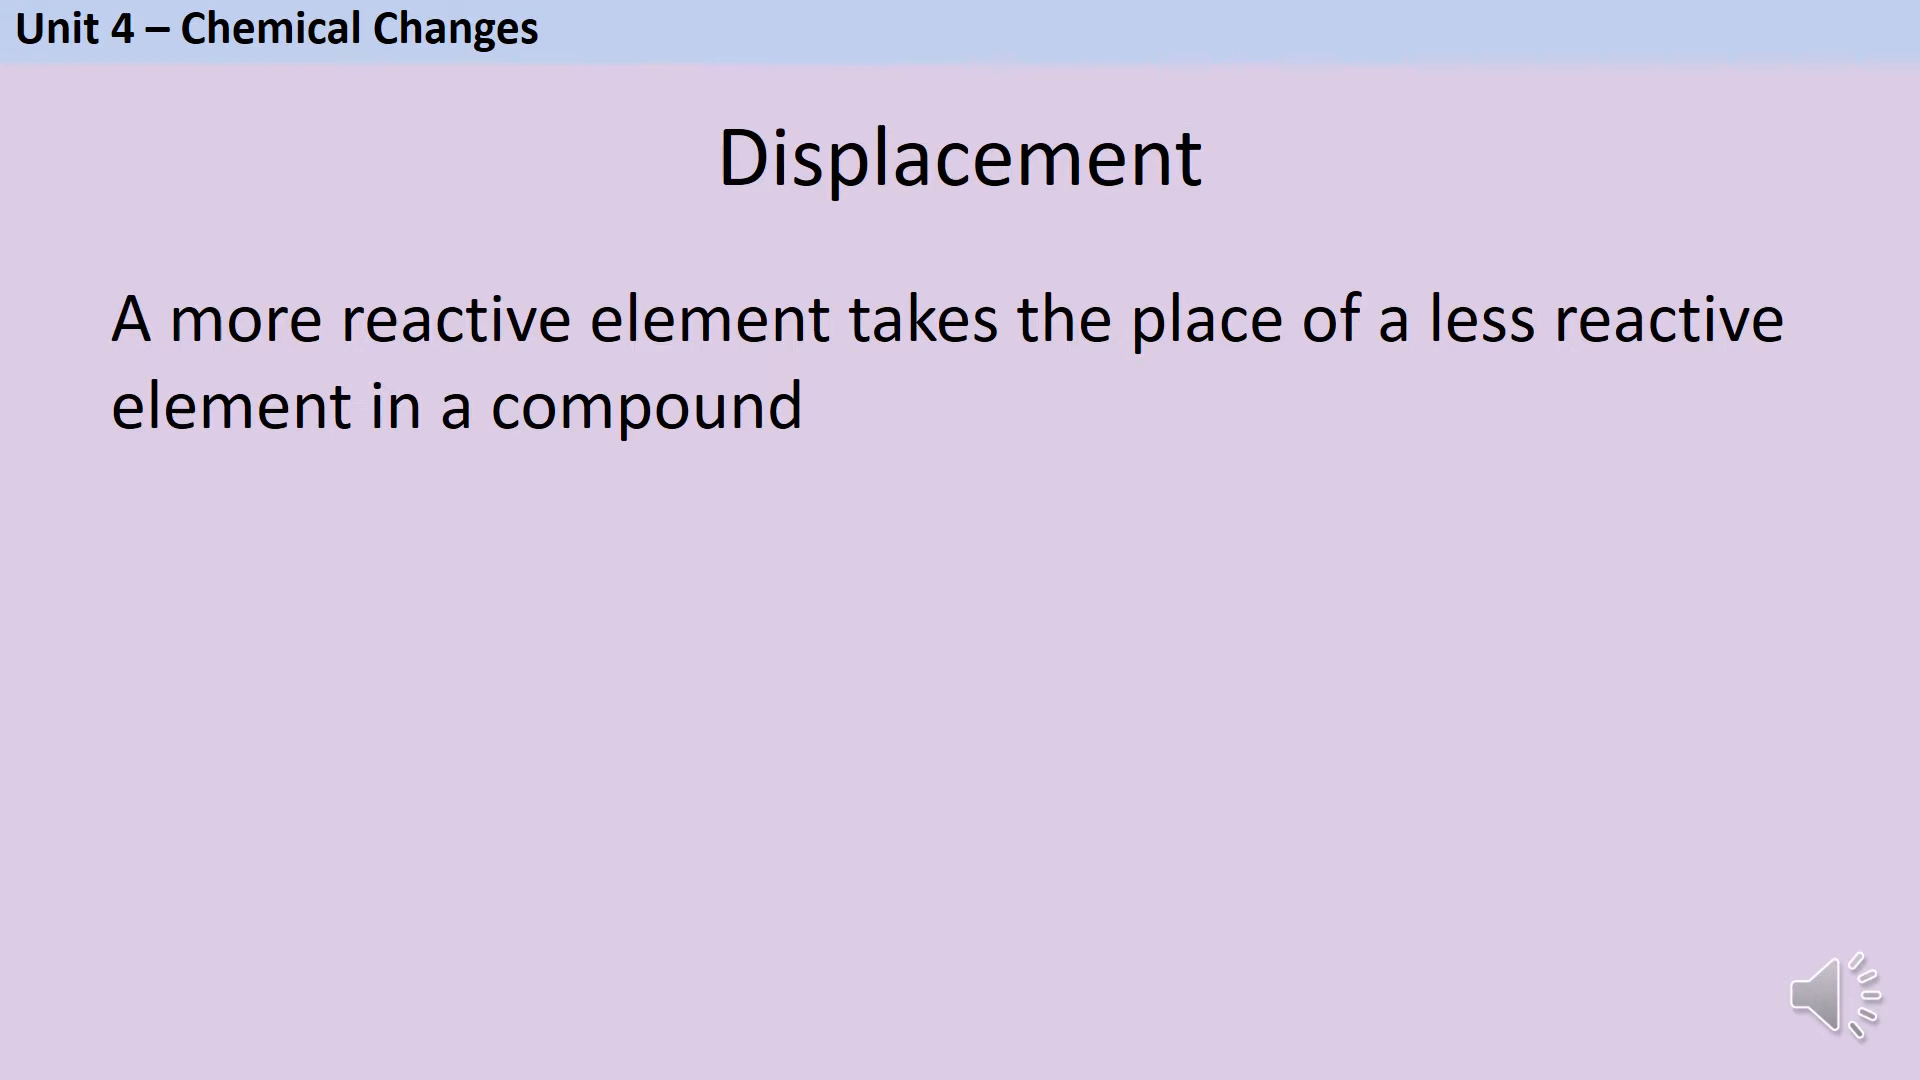 Unit 4 – Chemical Changes
Displacement
A more reactive element takes the place of a less reactive
element in a compound